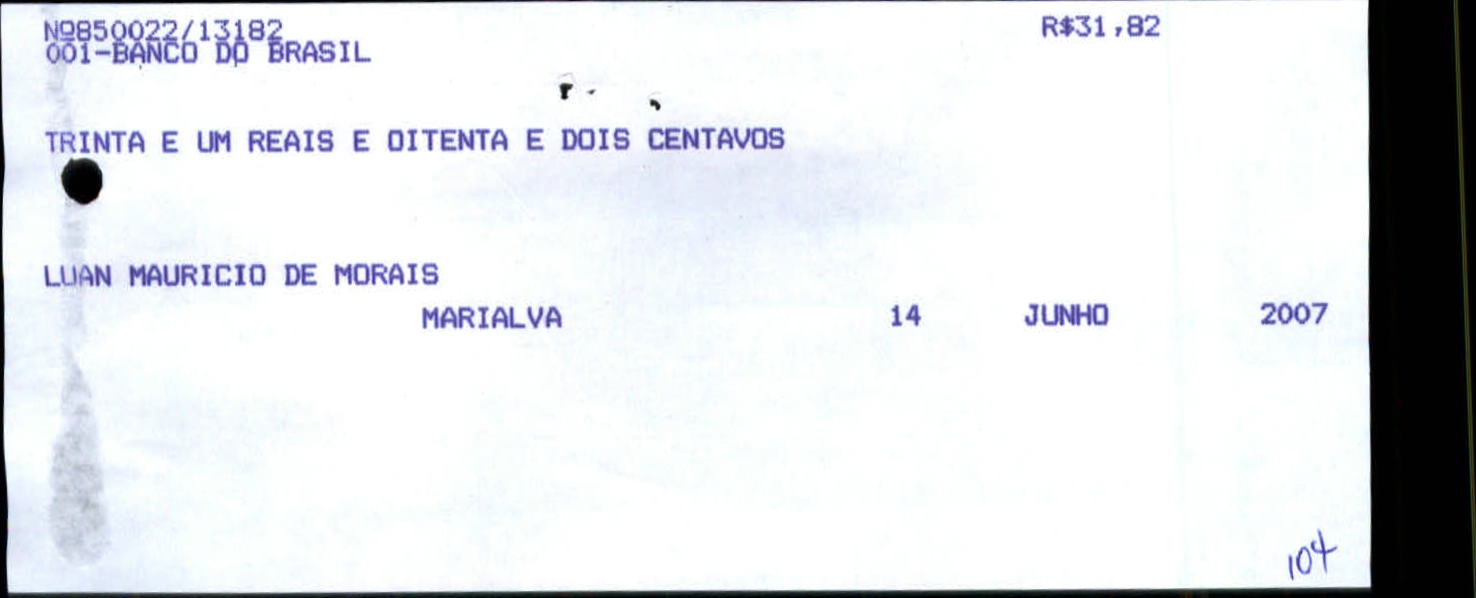 Nº850022/13182 R$31,82
001-BANCO DO BRASIL
TRINTA E UM REAIS E OITENTA E DOIS CENTAVOS
LUAN MAURICIO DE MORAIS
MARIALVA 14 JUNHO 2007
104